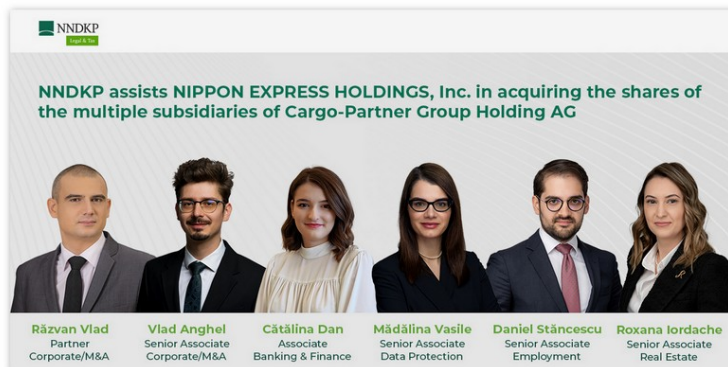 NNDKP
Legal & Tax
NNDKP assists NIPPON EXPRESS HOLDINGS, Inc. in acquiring the shares of
the multiple subsidiaries of Cargo-Partner Group Holding AG
Răzvan Vlad
Partner
Corporate/M&A
Vlad Anghel
Senior Associate
Corporate/M&A
Cătălina Dan
Associate
Banking & Finance
Mădălina Vasile
Senior Associate
Data Protection
Daniel Stăncescu
Senior Associate
Employment
Roxana Iordache
Senior Associate
Real Estate